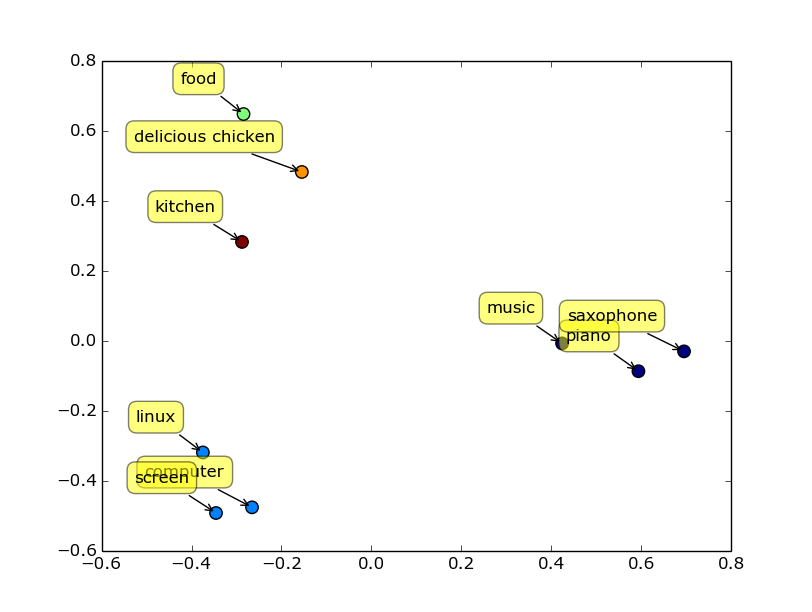 0.8
food
0.6
delicious chicken
0.4
kitchen
0.2
music
saxophone
0.0
piano
−0.2
linux
computer
screen
−0.4
−0.6
−0.6
−0.4
−0.2
0.0
0.2
0.4
0.6
0.8